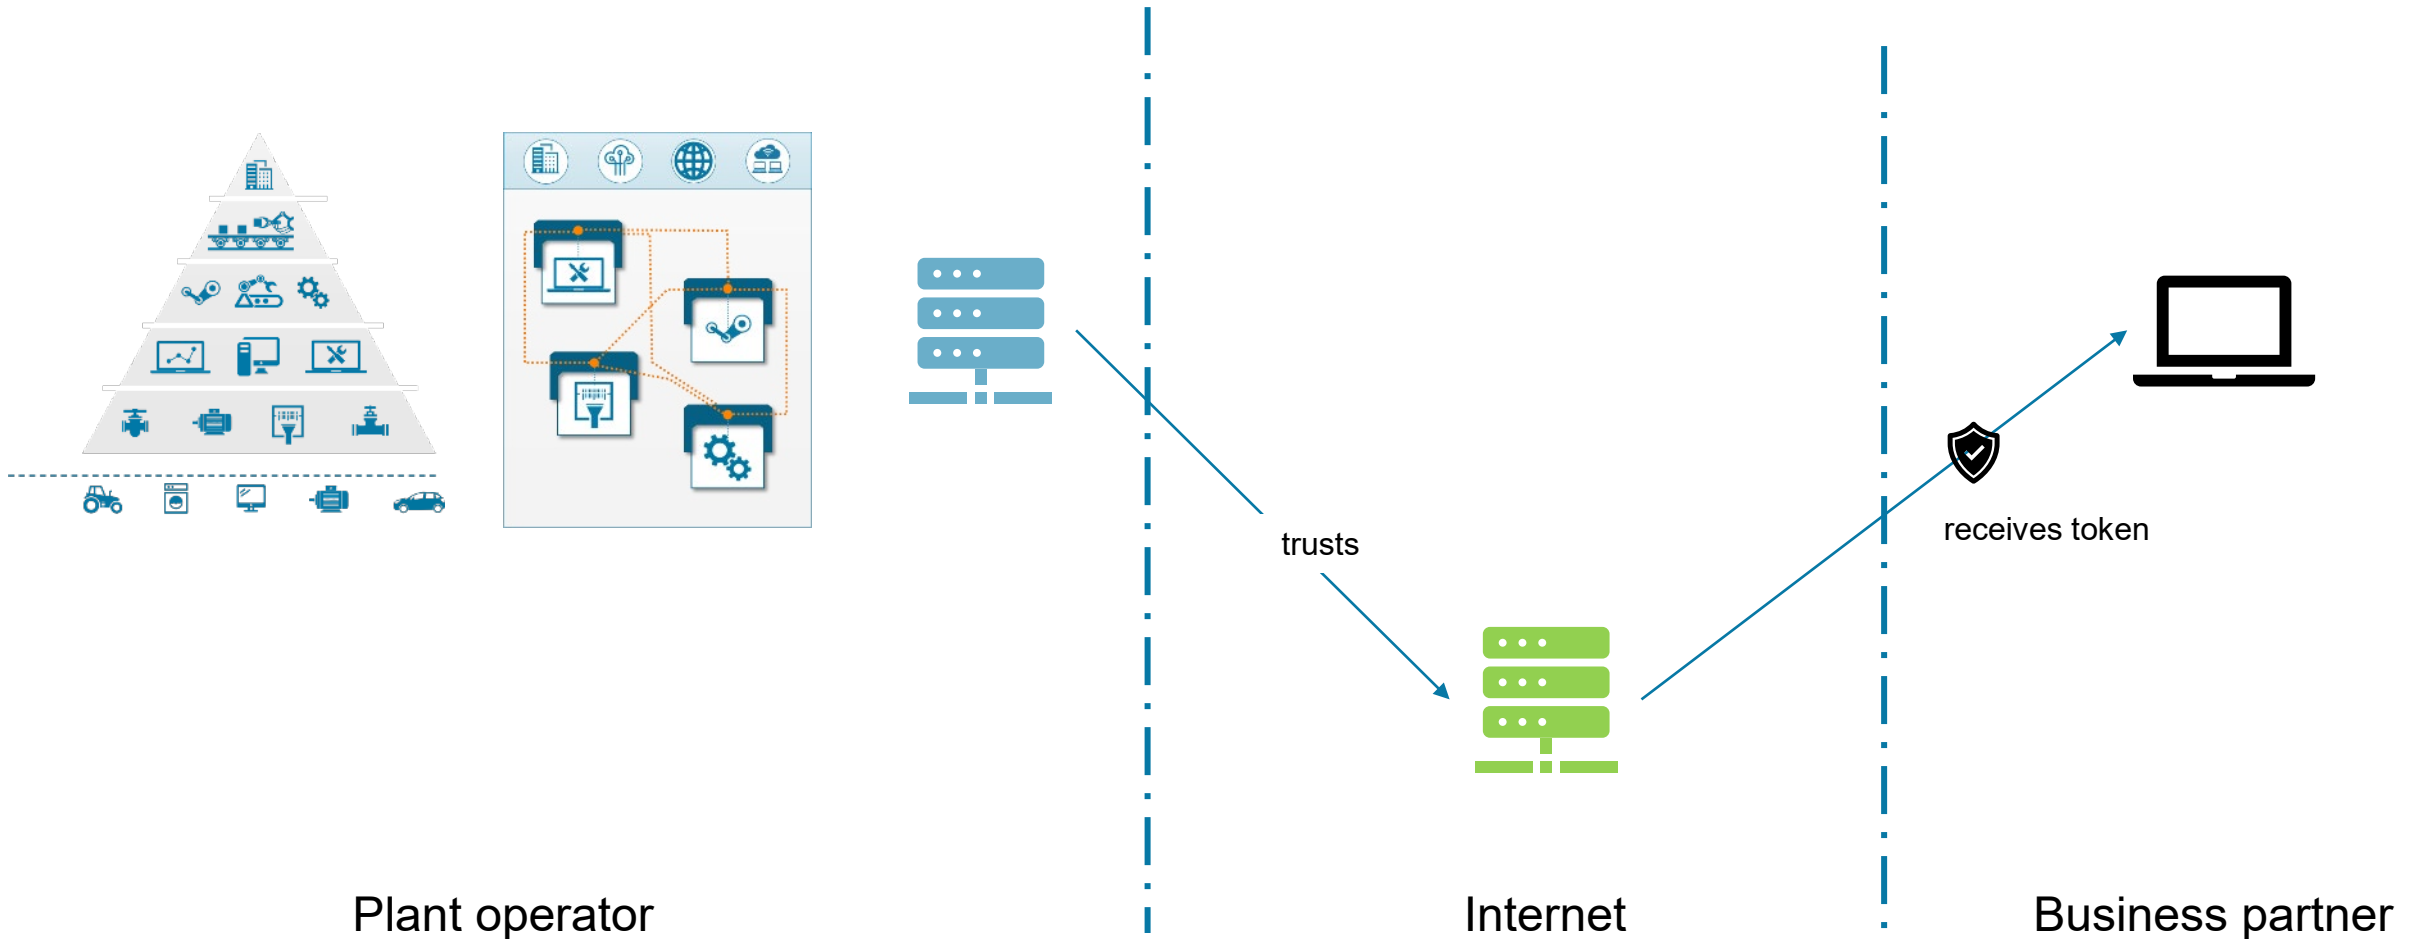 trusts
receives token
Plant operator
Internet
Business partner